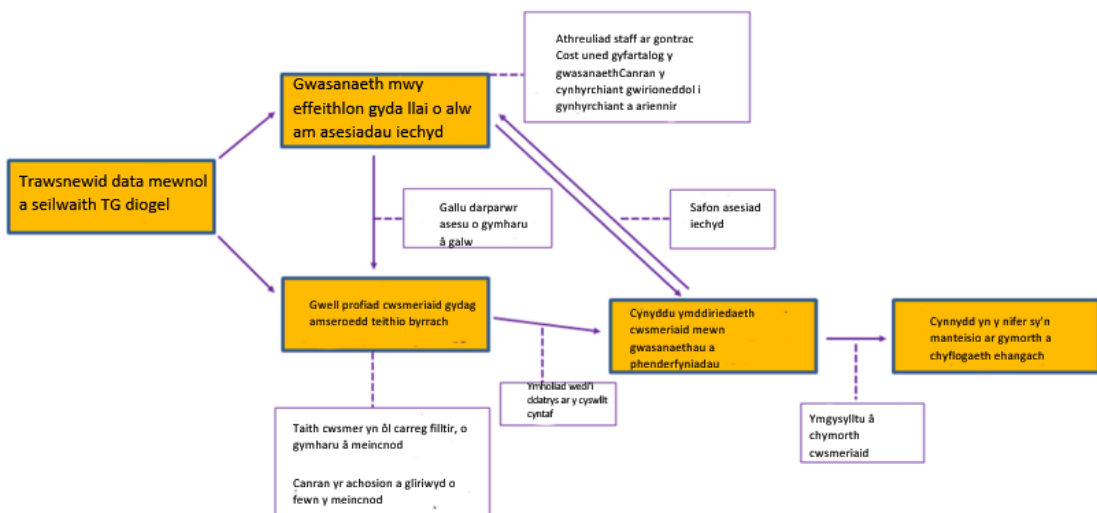 Athreuliad staff ar gontrac
Cost uned gyfartalog y
gwasanaethCanran y
cynhyrchiant gwirioneddol i
gynhyrchiant a ariennir
Gwasanaeth mwy
effeithlon gyda llai o alw
am asesiadau iechyd
Trawsnewid data mewnol
a seilwaith TG diogel
Gallu darparwr
asesu o gymharu
â galw
Safon asesiad
iechyd
Gwell profiad cwsmeriaid gydag
amseroedd teithio byrrach
Cynyddu ymddiriedaeth
cwsmeriaid mewn
gwasanaethau a
phenderfyniadau
Cynnydd yn y nifer sy'n
manteisio ar gymorth a
chyflogaeth ehangach
Ymholiad wedi'i
ddatrys ar y cyswllt
cyntaf
Taith cwsmer yn ôl carreg filltir, o
gymharu â meincnod
Canran yr achosion a gliriwyd o
fewn y meincnod
Ymgysylltu â
chymorth
cwsmeriaid